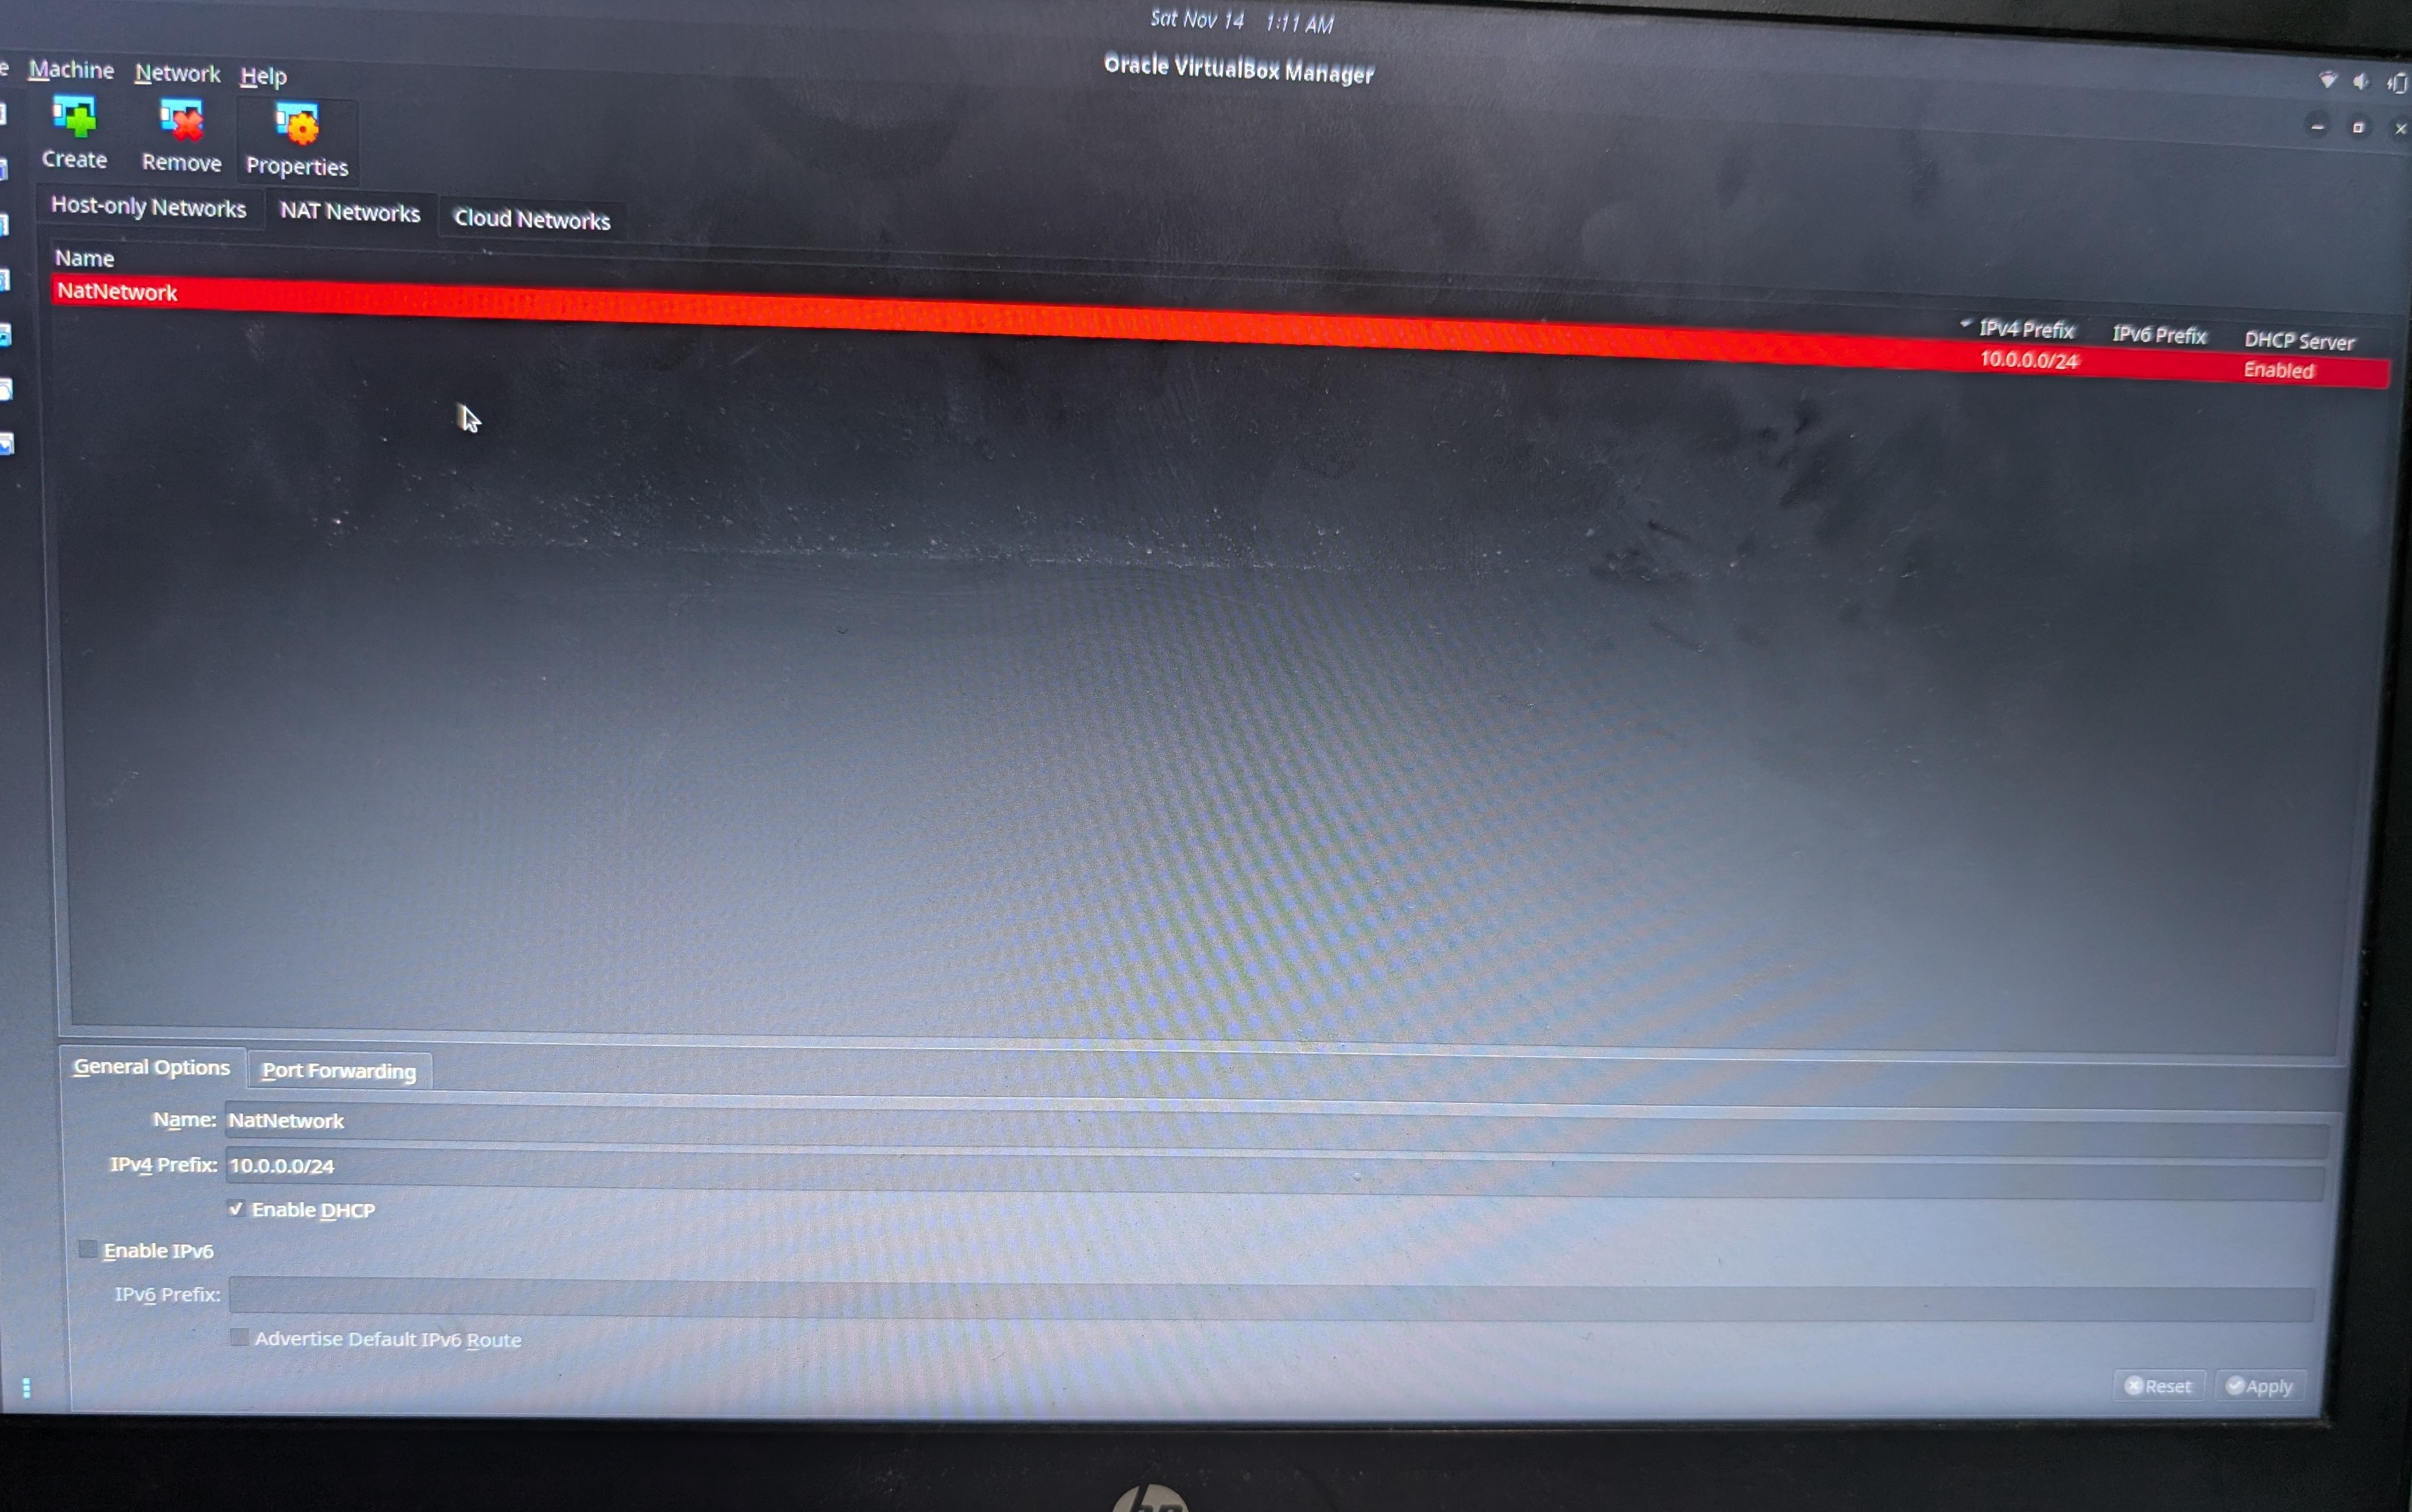 Sat Nov 14 1:11 AM
Oracle VirtualBox Manager
Machine Network Help
Create Remove Properties
Host-only Networks NAT Networks Cloud Networks
Name IPv4 Prefix IPv6 Prefix DHCP Server
NatNetwork 10.0.0.0/24 Enabled
General Options Port Forwarding
Name: NatNetwork
IPv4 Prefix: 10.0.0.0/24
Enable DHCP
Enable IPv6
IPv6 Prefix:
Advertise Default IPv6 Route
Reset Apply
hp